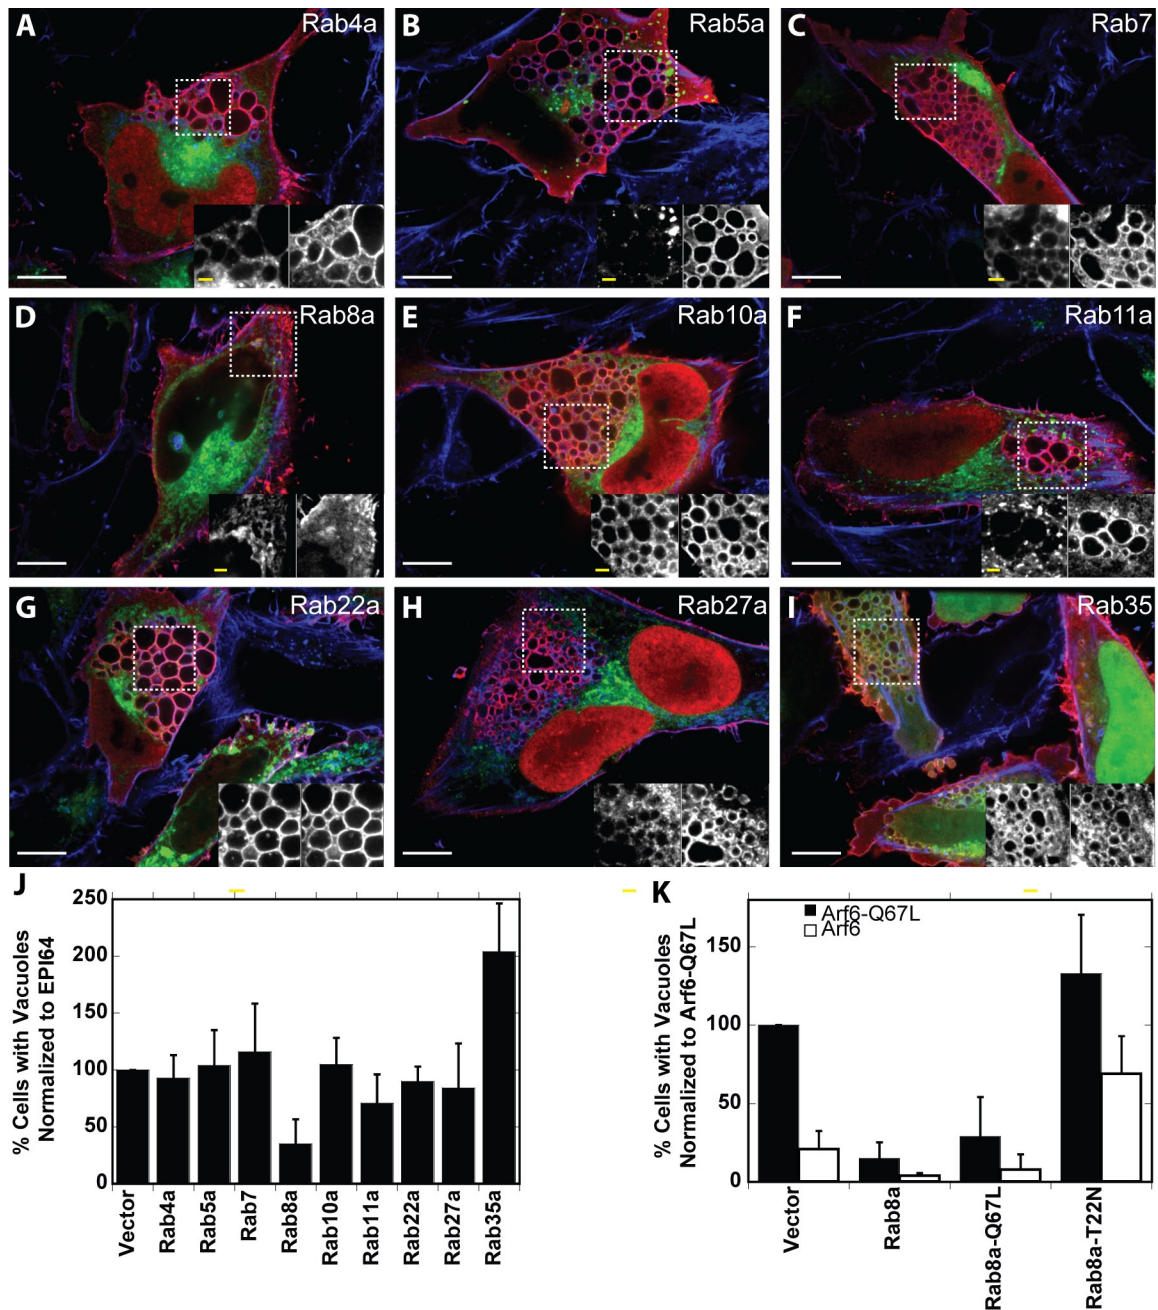 A Rab4a
B Rab5a
C Rab7
D Rab8a
E Rab10a
F Rab11a
G Rab22a
H Rab27a
I Rab35
J
% Cells with Vacuoles
Normalized to EPI64
250
200
150
100
50
0
Vector
Rab4a
Rab5a
Rab7
Rab8a
Rab10a
Rab11a
Rab22a
Rab27a
Rab35a
K
% Cells with Vacuoles
Normalized to Arf6-Q67L
Arf6-Q67L
Arf6
150
100
50
0
Vector
Rab8a
Rab8a-Q67L
Rab8a-T22N